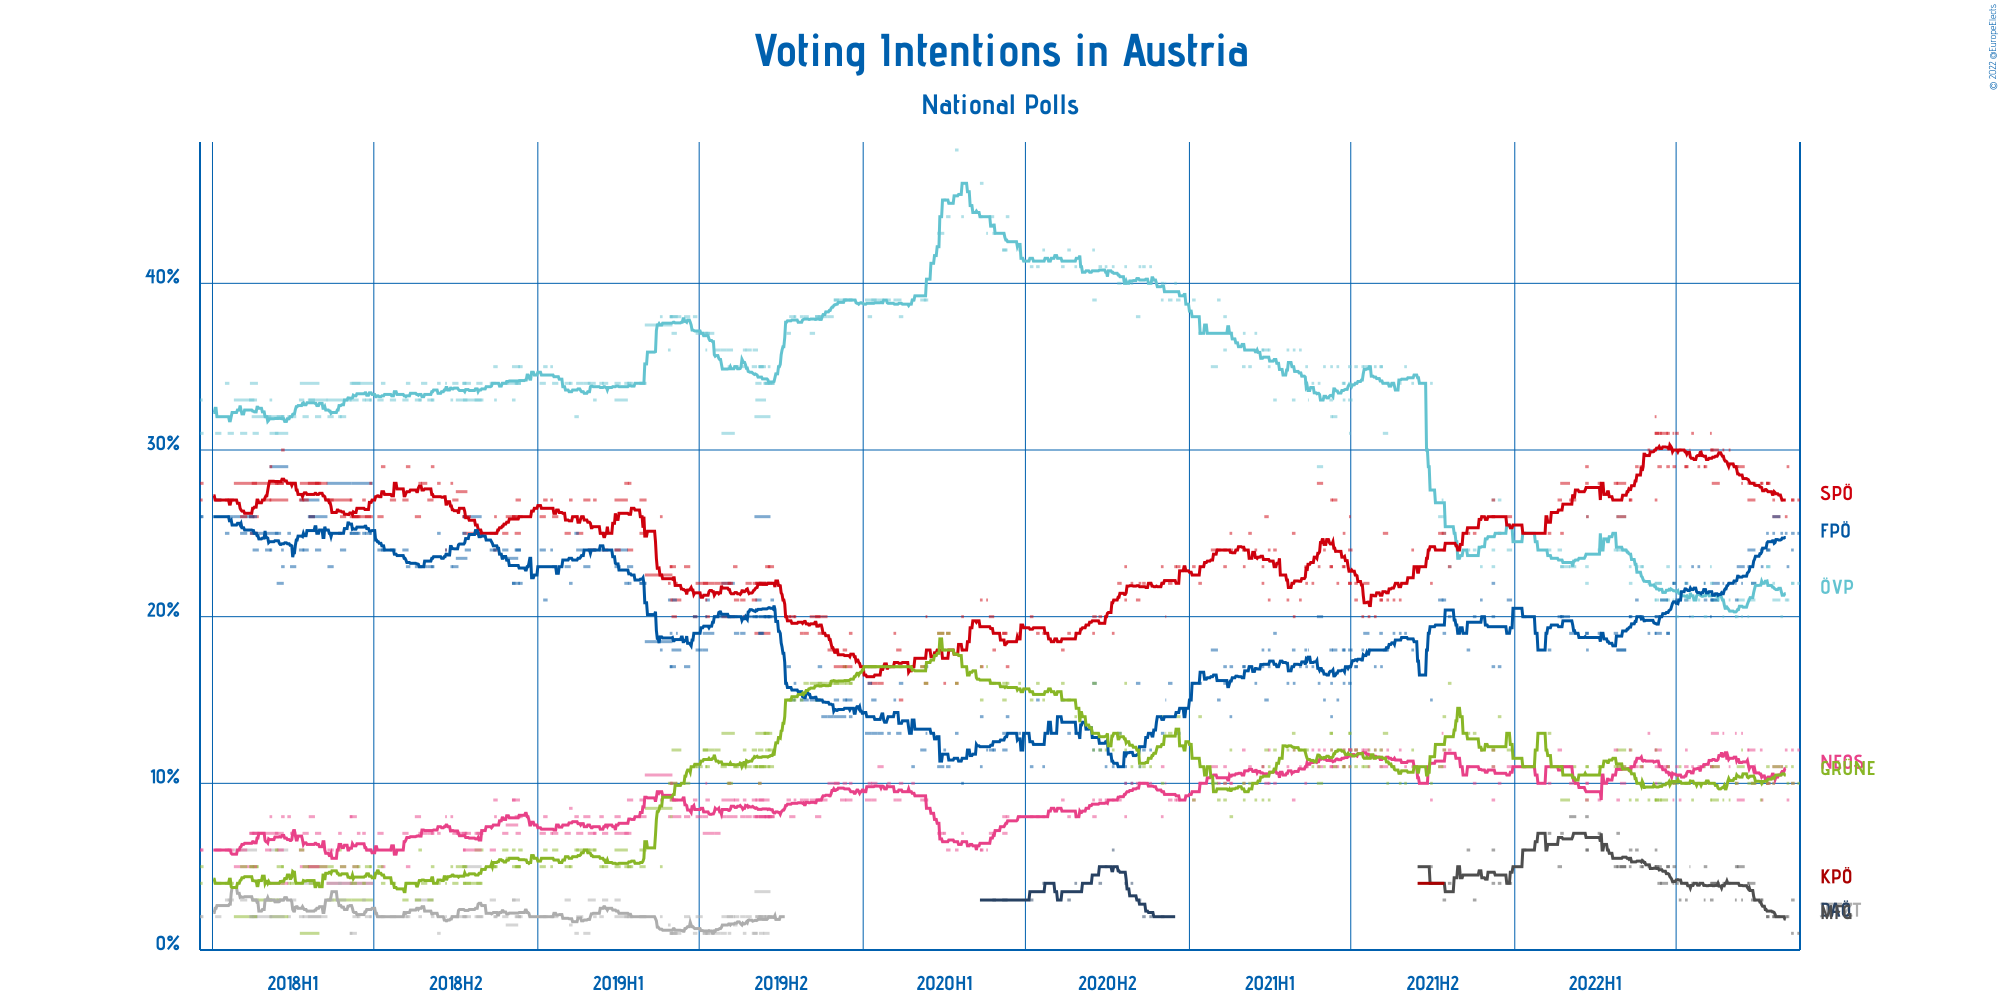 © 2022 @EuropeElects
Voting Intentions in Austria
National Polls
40%
30%
20%
10%
0%
SPÖ
FPÖ
ÖVP
NEOS
GRÜNE
KPÖ
DAÖ
2018H1
2018H2
2019H1
2019H2
2020H1
2020H2
2021H1
2021H2
2022H1